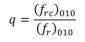 q = (f_rc)_010 / (f_r)_010